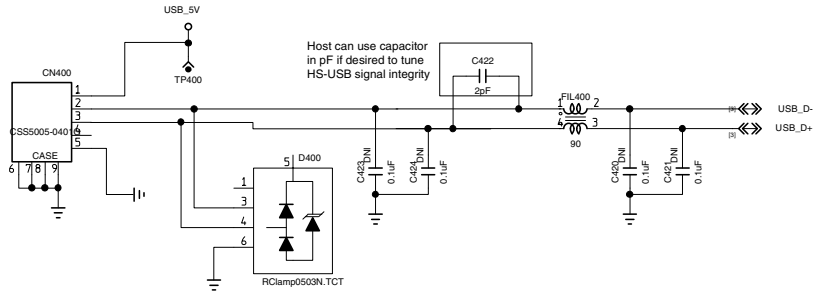 USB_5V
Host can use capacitor
in pF if desired to tune
HS-USB signal integrity
C422
2pF
CN400
TP400
1
2
3
4
5
CSS5005-0401
CASE
6 7 8 9
FIL400
1 2
4 3
90
[3] USB_D-
[3] USB_D+
5 D400
1
3
4
6
RClamp0503N.TCT
C423 DNI 0.1uF
C424 DNI 0.1uF
C420 DNI 0.1uF
C421 DNI 0.1uF